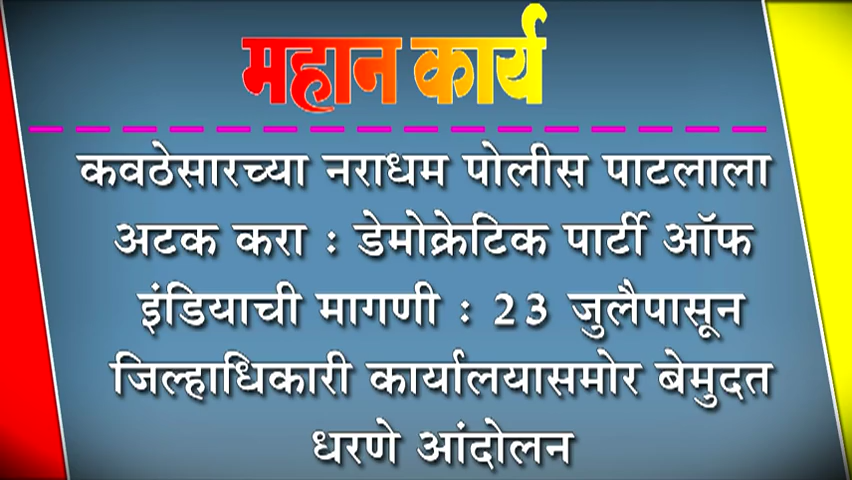 महान कार्य
कवठेसारच्या नराधम पोलीस पाटलाला
अटक करा : डेमोक्रेटिक पार्टी ऑफ
इंडियाची मागणी : 23 जुलैपासून
जिल्हाधिकारी कार्यालयासमोर बेमुदत
धरणे आंदोलन